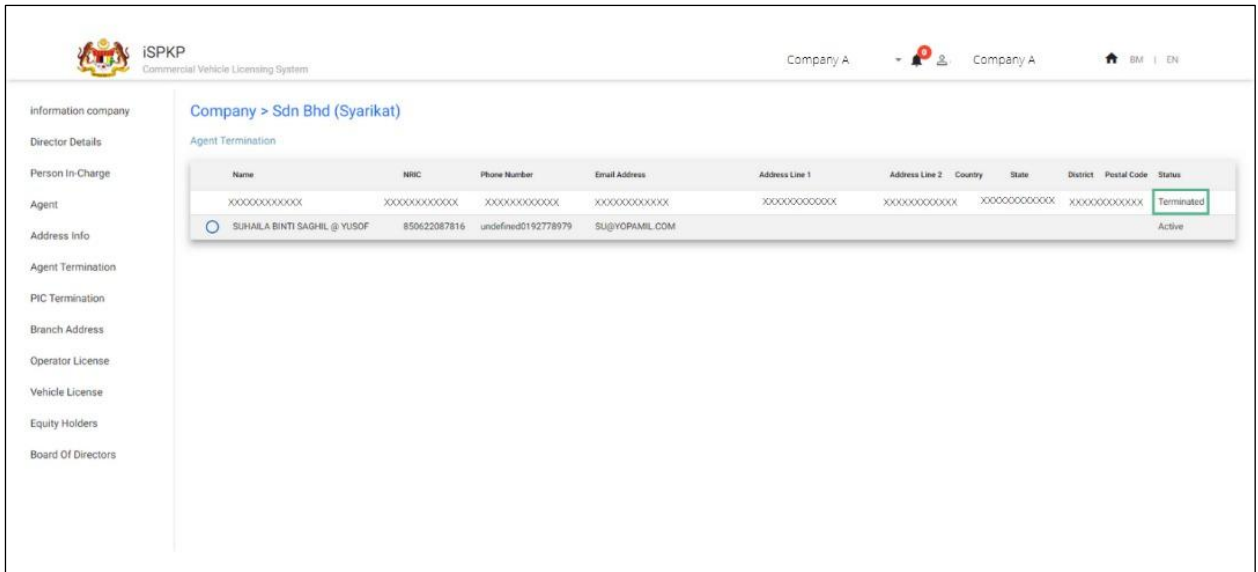 iSPKP
Commercial Vehicle Licensing System
Company A 0 Company A BM | EN
information company
Director Details
Person In-Charge
Agent
Address Info
Agent Termination
PIC Termination
Branch Address
Operator License
Vehicle License
Equity Holders
Board Of Directors
Company > Sdn Bhd (Syarikat)
Agent Termination
Name NRIC Phone Number Email Address Address Line 1 Address Line 2 Country State District Postal Code Status
XXXXXXXXXXXX XXXXXXXXXXXX XXXXXXXXXXXX XXXXXXXXXXXX XXXXXXXXXXXX XXXXXXXXXXXX XXXXXXXXXXXX XXXXXXXXXXXX Terminated
SUHAILA BINTI SAGHIL @ YUSOF 850622087816 undefined0192778979 SU@YOPAMIL.COM Active